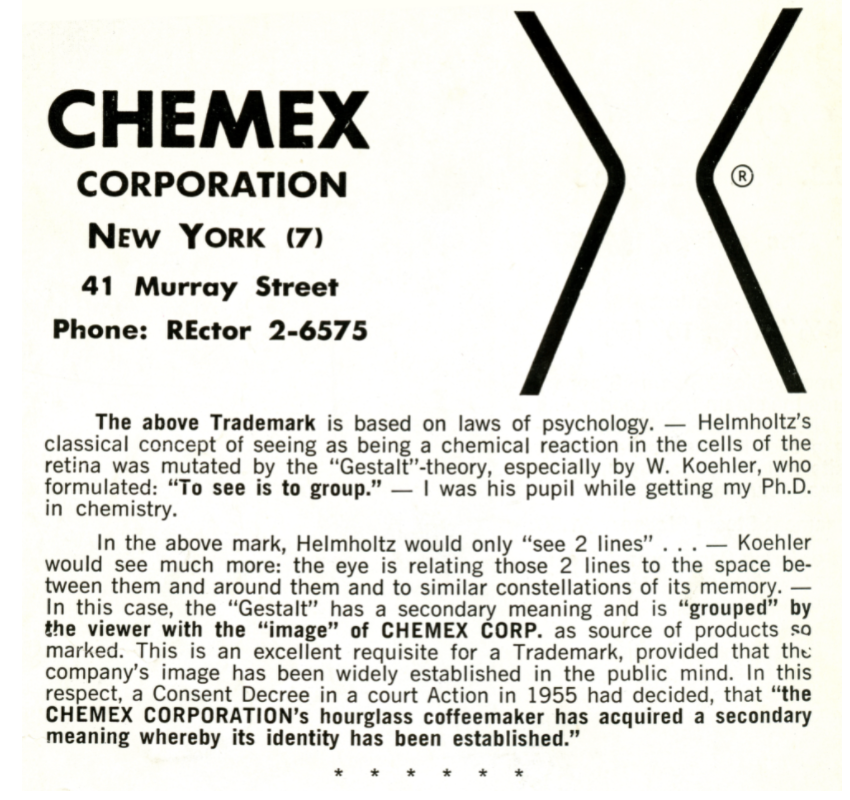 CHEMEX
CORPORATION
NEW YORK (7)
41 Murray Street
Phone: REctor 2-6575
®
The above Trademark is based on laws of psychology. — Helmholtz's
classical concept of seeing as being a chemical reaction in the cells of the
retina was mutated by the “Gestalt”-theory, especially by W. Koehler, who
formulated: “To see is to group.” — I was his pupil while getting my Ph.D.
in chemistry.
In the above mark, Helmholtz would only “see 2 lines” . . . — Koehler
would see much more: the eye is relating those 2 lines to the space be-
tween them and around them and to similar constellations of its memory. —
In this case, the “Gestalt” has a secondary meaning and is “grouped” by
the viewer with the “image” of CHEMEX CORP. as source of products so
marked. This is an excellent requisite for a Trademark, provided that the
company's image has been widely established in the public mind. In this
respect, a Consent Decree in a court Action in 1955 had decided, that “the
CHEMEX CORPORATION's hourglass coffeemaker has acquired a secondary
meaning whereby its identity has been established.”
* * * * * *